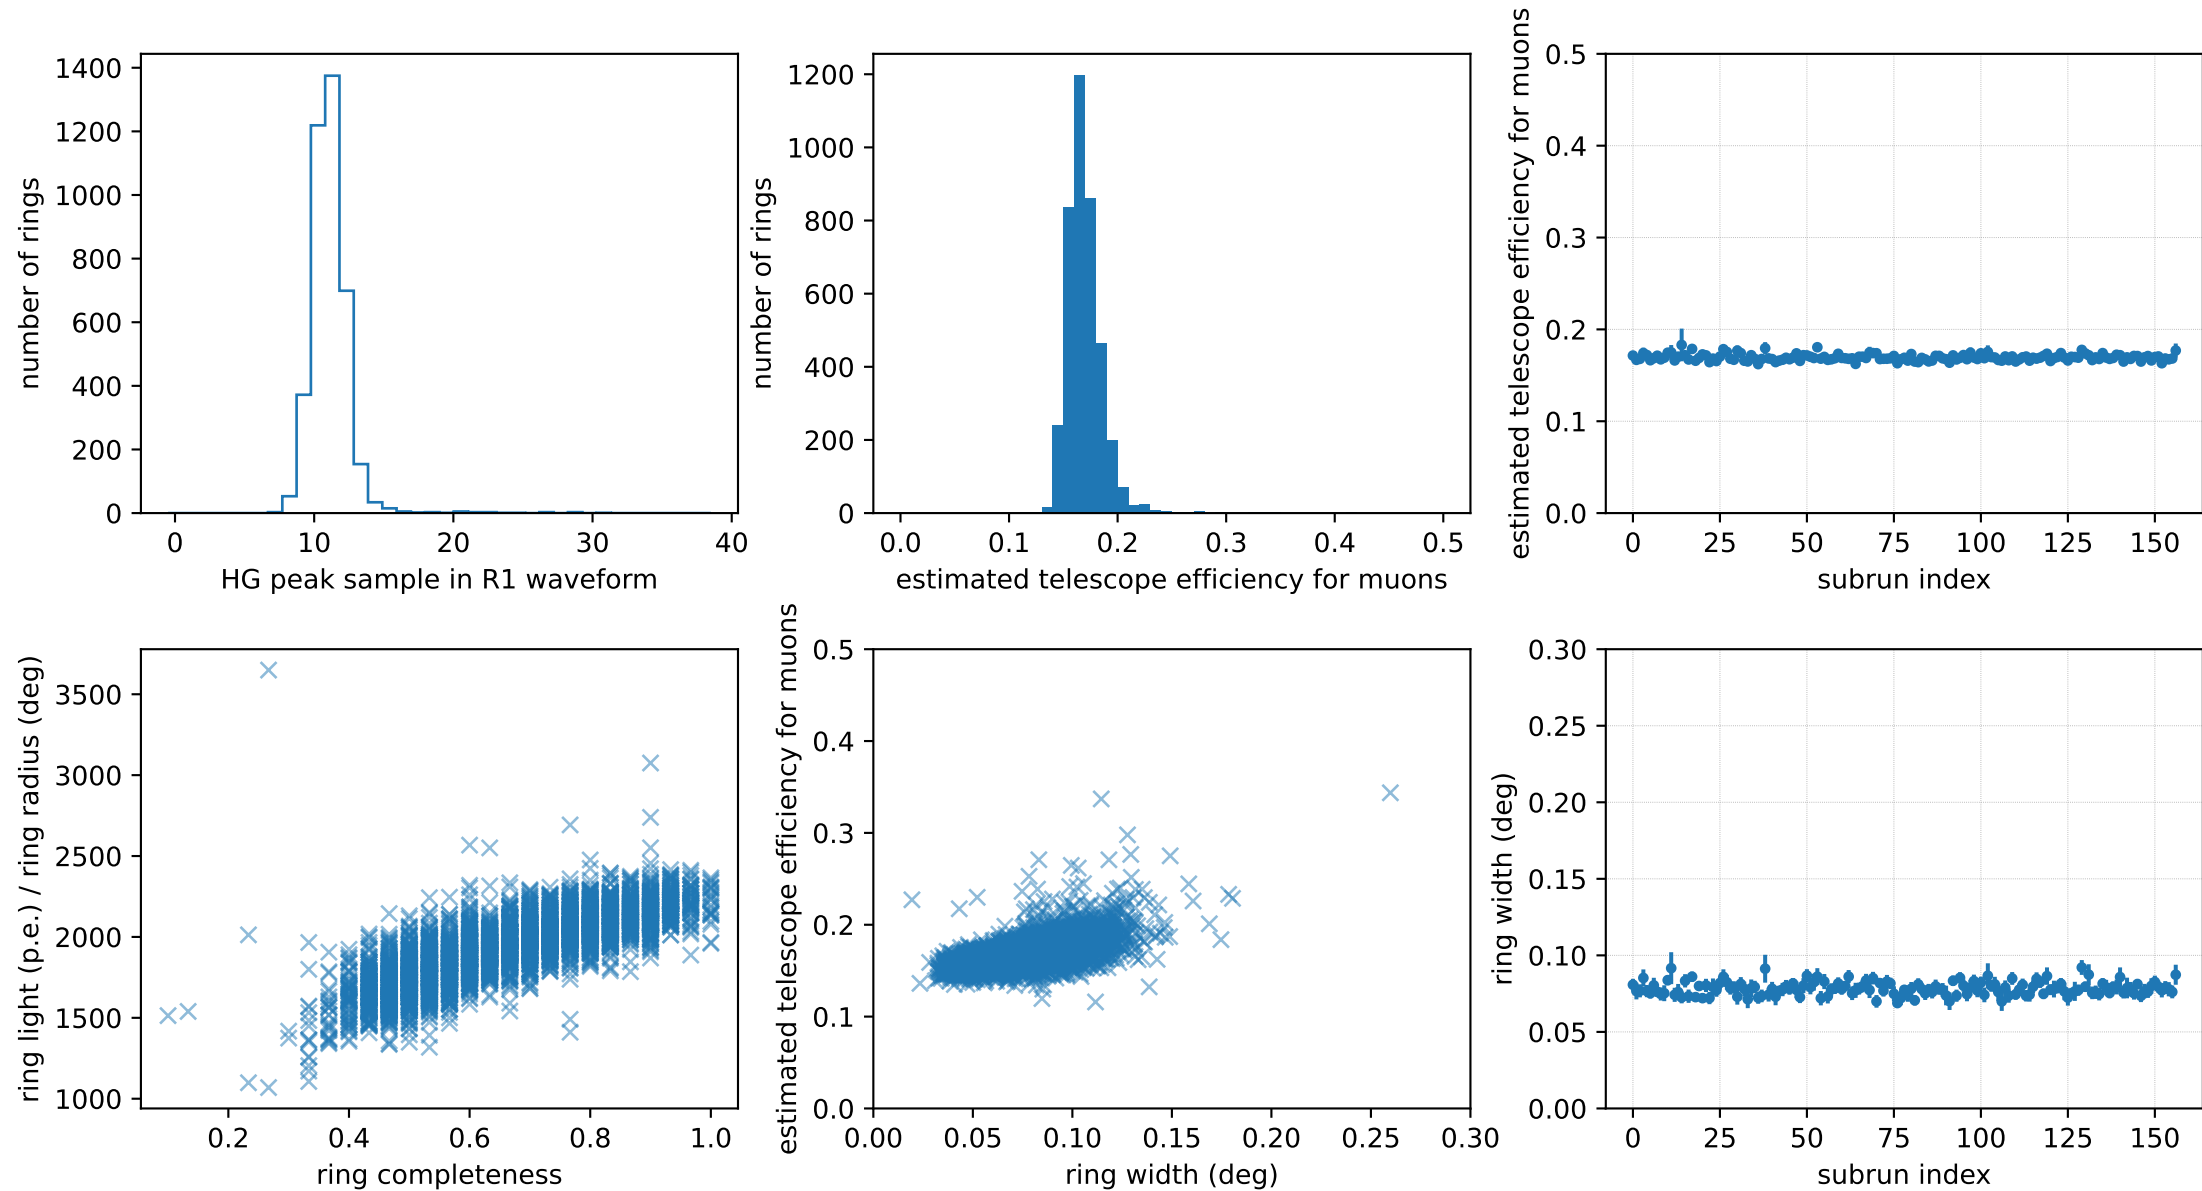 1400
1200
1000
800
600
400
200
0
number of rings
0 10 20 30 40
HG peak sample in R1 waveform
1200
1000
800
600
400
200
0
number of rings
0.0 0.1 0.2 0.3 0.4 0.5
estimated telescope efficiency for muons
0.5
0.4
0.3
0.2
0.1
0.0
estimated telescope efficiency for muons
0 25 50 75 100 125 150
subrun index
3500
3000
2500
2000
1500
1000
ring light (p.e.) / ring radius (deg)
0.2 0.4 0.6 0.8 1.0
ring completeness
0.5
0.4
0.3
0.2
0.1
0.0
estimated telescope efficiency for muons
0.00 0.05 0.10 0.15 0.20 0.25 0.30
ring width (deg)
0.30
0.25
0.20
0.15
0.10
0.05
0.00
ring width (deg)
0 25 50 75 100 125 150
subrun index